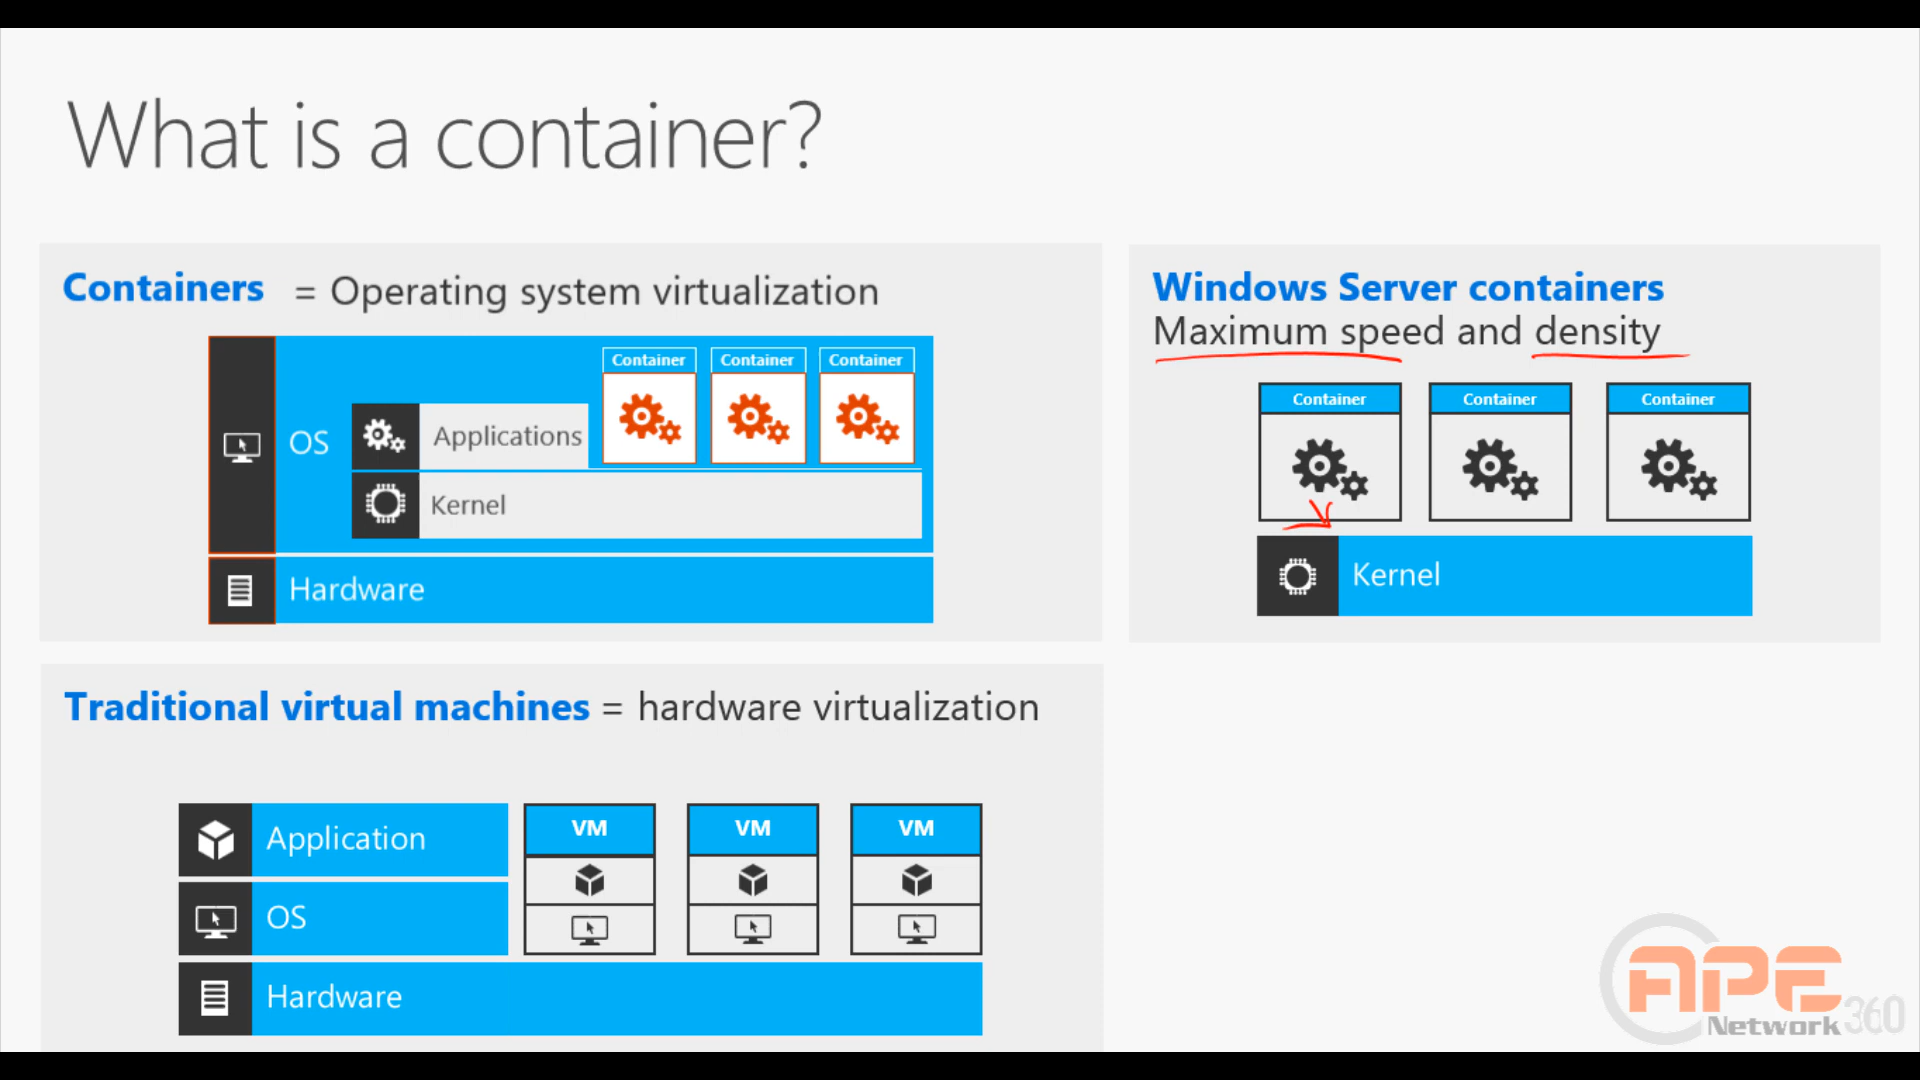 What is a container?
Containers = Operating system virtualization
Container Container Container
OS
Applications
Kernel
Hardware
Windows Server containers
Maximum speed and density
Container Container Container
Kernel
Traditional virtual machines = hardware virtualization
Application
VM VM VM
OS
Hardware
APE
Network 360